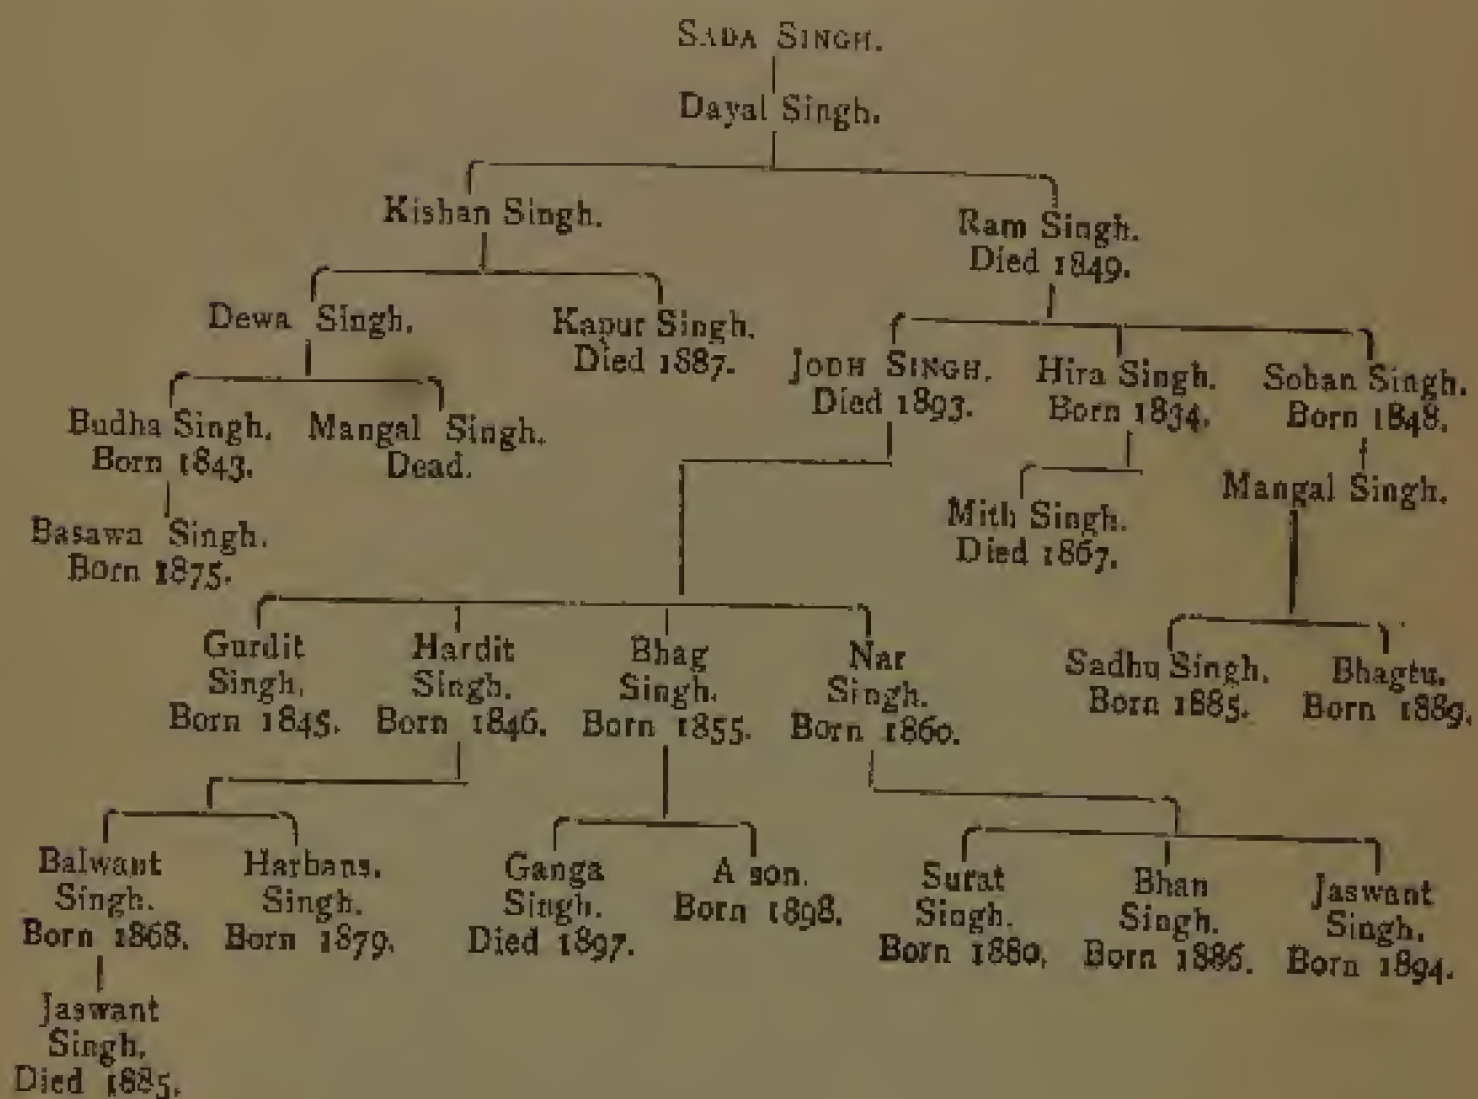 SADA SINGH.
Dayal Singh.
Kishan Singh.
Ram Singh.
Died 1849.
Dewa Singh.
Kapur Singh.
Died 1887.
JODH SINGH.
Died 1893.
Hira Singh.
Born 1834.
Soban Singh.
Born 1848.
Budha Singh.
Born 1843.
Mangal Singh.
Dead.
Mith Singh.
Died 1867.
Mangal Singh.
Basawa Singh.
Born 1875.
Gurdit
Singh.
Born 1845.
Hardit
Singh.
Born 1846.
Bhag
Singh.
Born 1855.
Nar
Singh.
Born 1860.
Sadhu Singh.
Born 1885.
Bhagtu.
Born 1889.
Balwant
Singh.
Born 1868.
Harbans.
Singh.
Born 1879.
Ganga
Singh.
Died 1897.
A son.
Born 1898.
Surat
Singh.
Born 1880.
Bhan
Singh.
Born 1886.
Jaswant
Singh.
Born 1894.
Jaswant
Singh.
Died 1885.